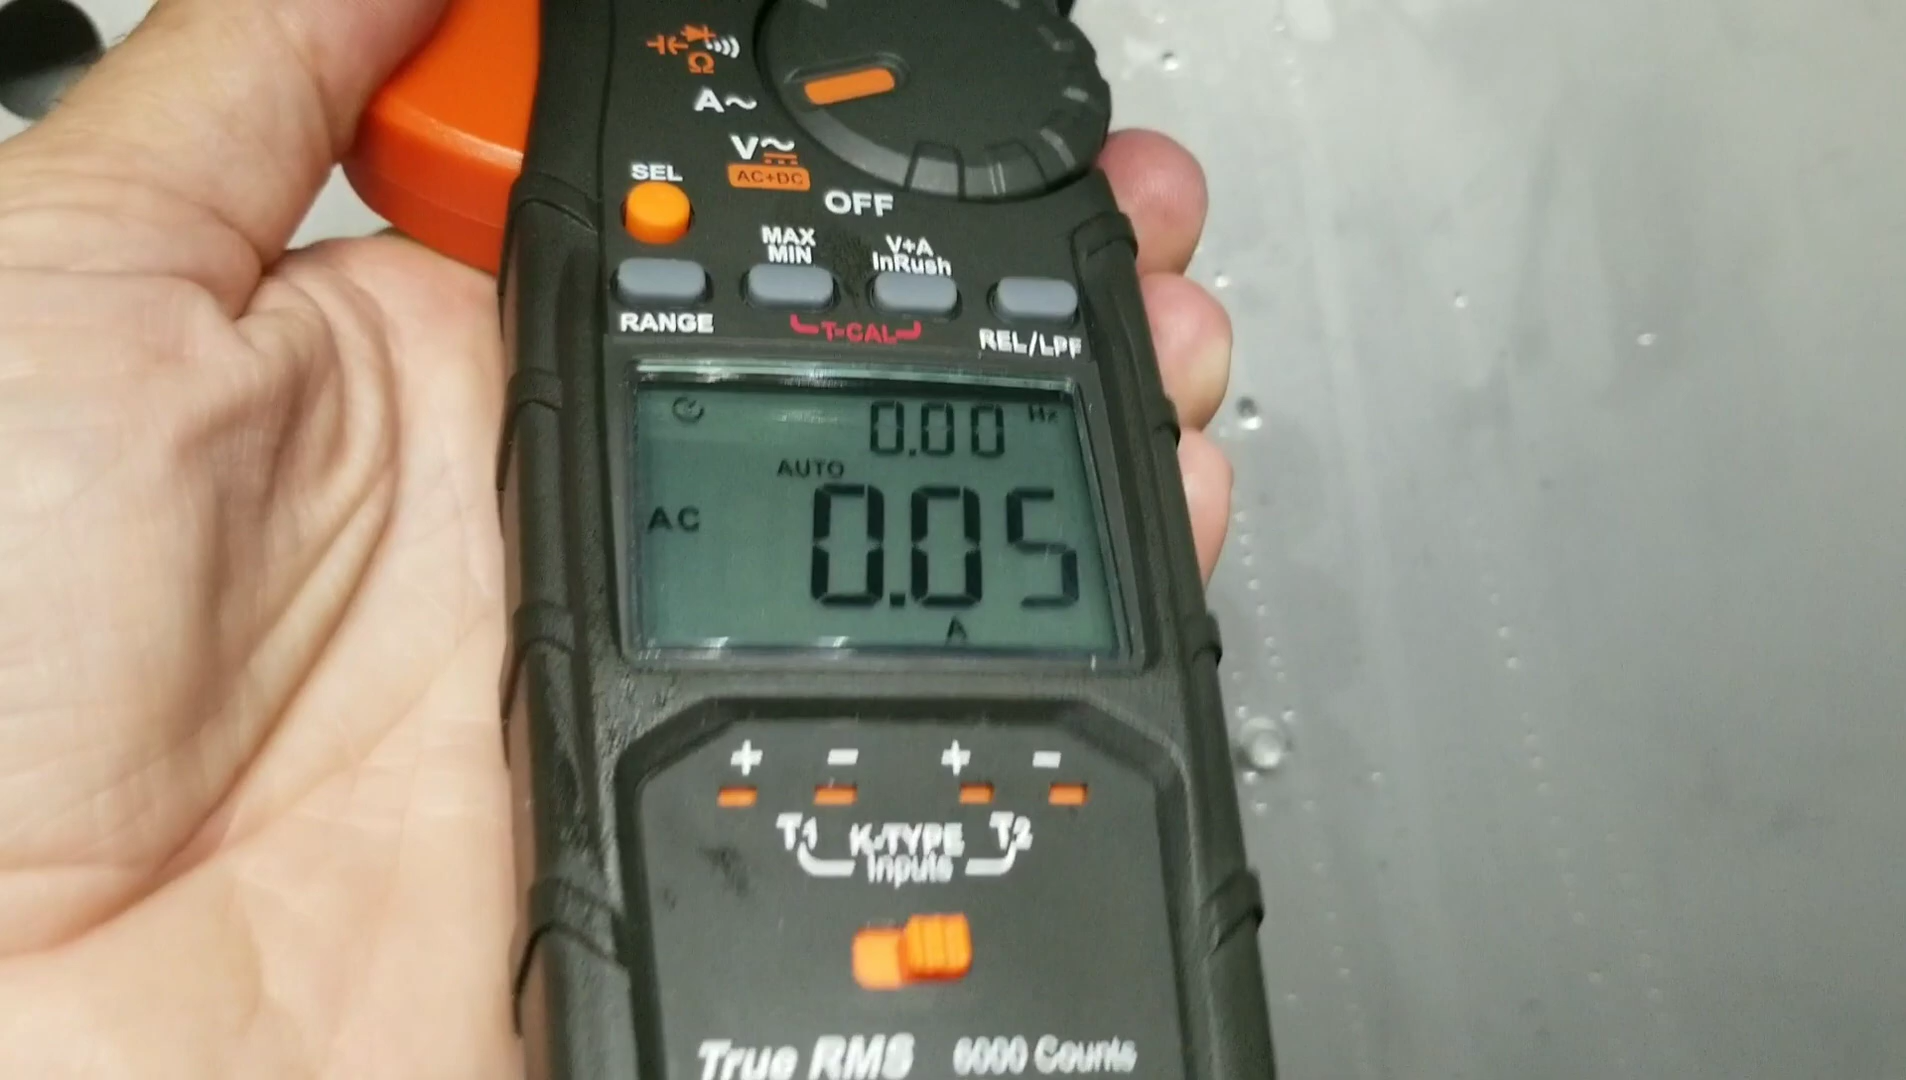 Ω
A~
V
SEL
AC+DC
OFF
MAX
MIN
V+A
InRush
RANGE
T-CAL
REL/LPF
0.00 Hz
AUTO
AC 0.05
A
+ - + -
T1 K-TYPE T2
Inputs
True RMS 6000 Counts